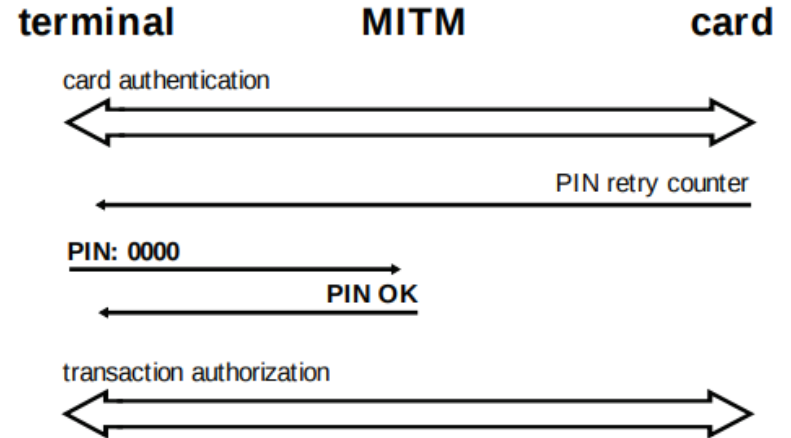 terminal MITM card
card authentication
PIN retry counter
PIN: 0000
PIN OK
transaction authorization